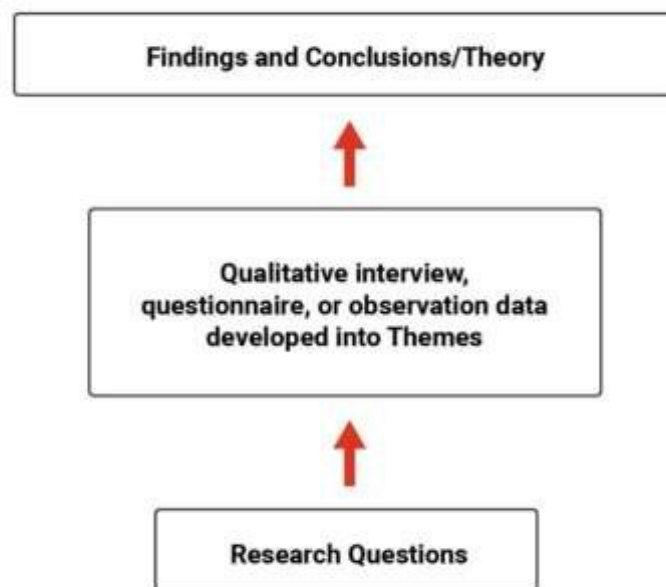 Findings and Conclusions/Theory
Qualitative interview,
questionnaire, or observation data
developed into Themes
Research Questions